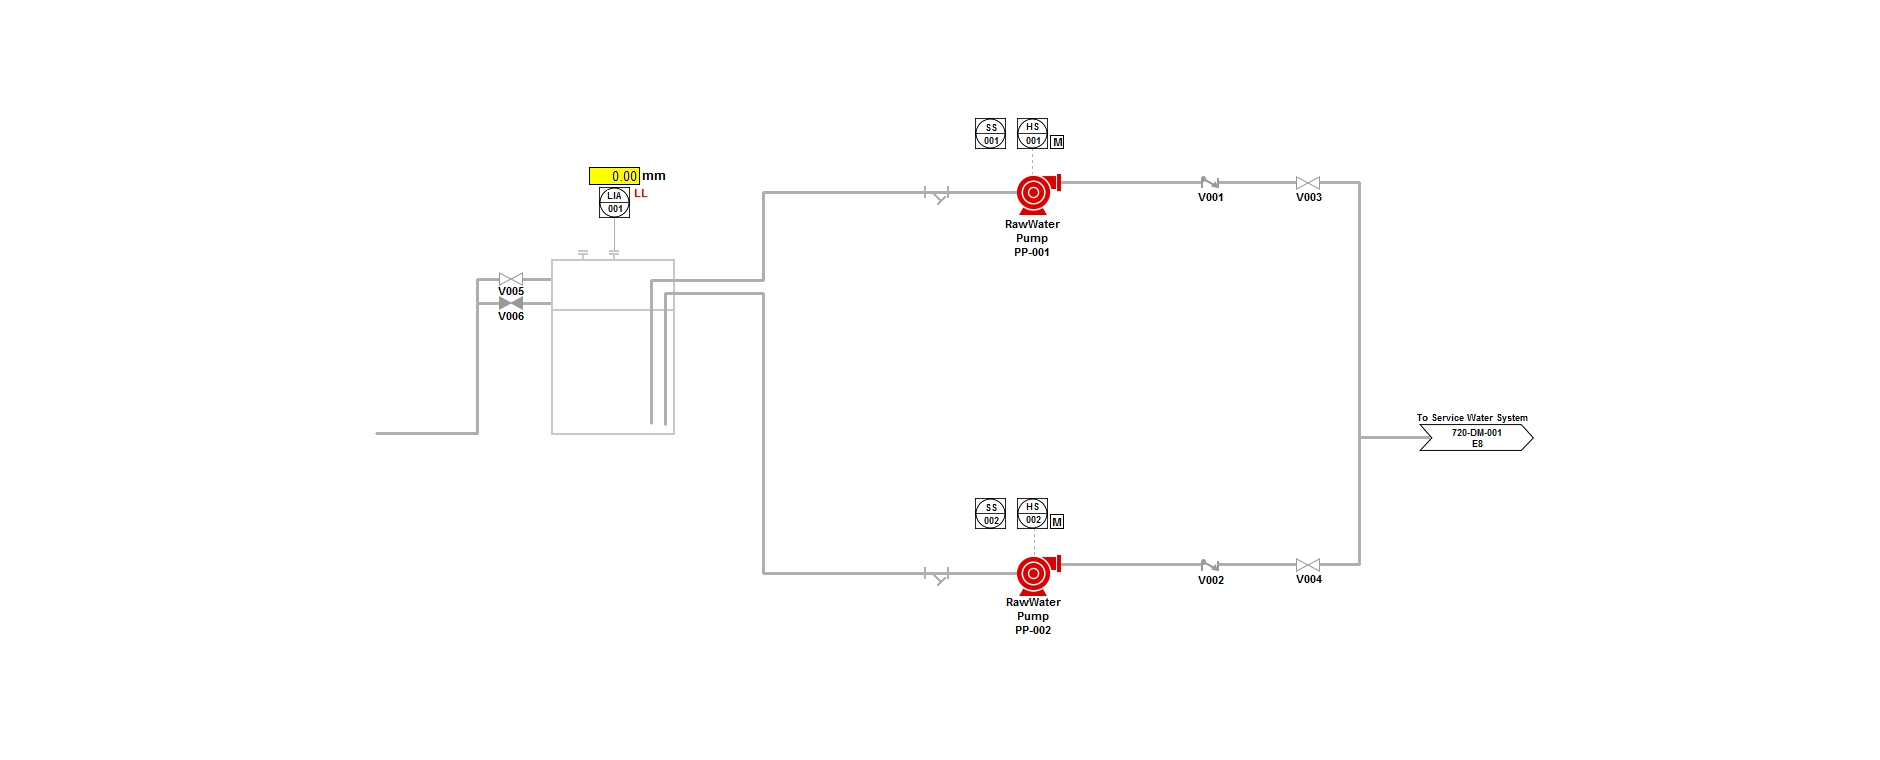 SS
001
HS
001
M
0.00 mm
LIA
001
LL
V001
V003
RawWater
Pump
PP-001
V005
V006
To Service Water System
720-DM-001
E8
SS
002
HS
002
M
V002
V004
RawWater
Pump
PP-002